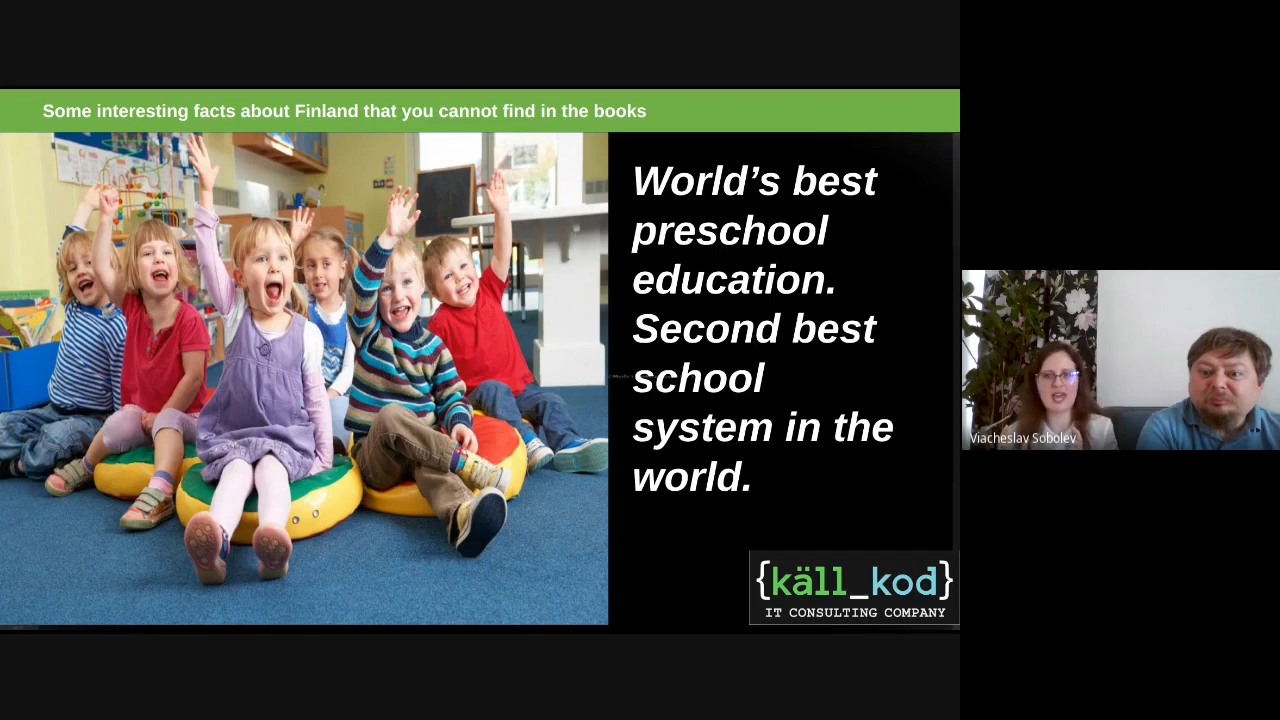 Some interesting facts about Finland that you cannot find in the books
World’s best
preschool
education.
Second best
school
system in the
world.
Viacheslav Sobolev
{käll_kod}
IT CONSULTING COMPANY